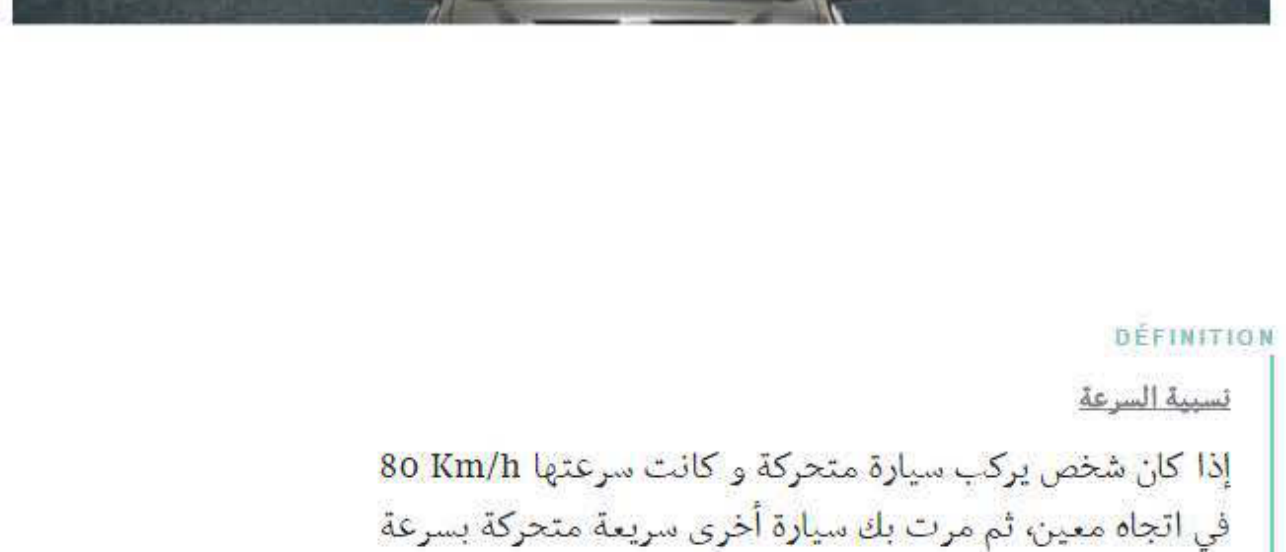 DÉFINITION
نسبية السرعة
إذا كان شخص يركب سيارة متحركة و كانت سرعتها 80 Km/h
في اتجاه معين، ثم مرت بك سيارة أخرى سريعة متحركة بسرعة